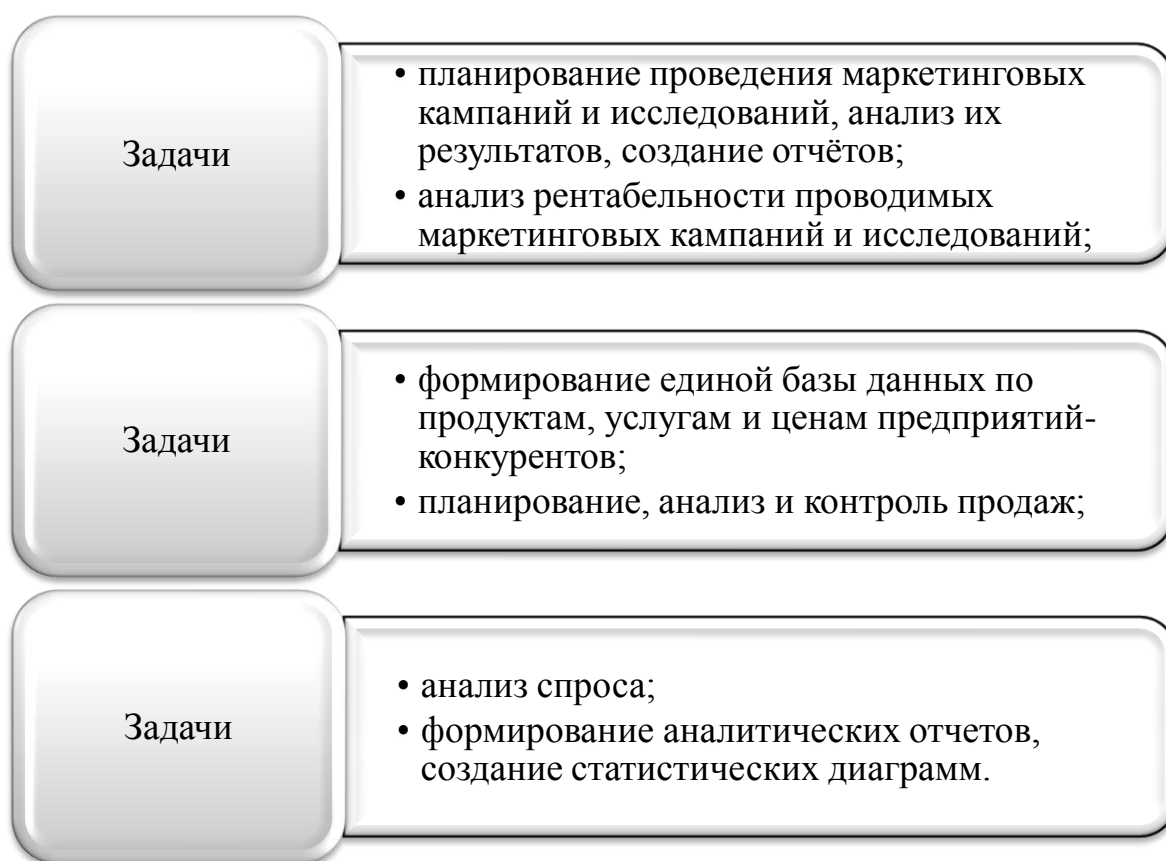 Задачи
• планирование проведения маркетинговых
кампаний и исследований, анализ их
результатов, создание отчётов;
• анализ рентабельности проводимых
маркетинговых кампаний и исследований;
Задачи
• формирование единой базы данных по
продуктам, услугам и ценам предприятий-
конкурентов;
• планирование, анализ и контроль продаж;
Задачи
• анализ спроса;
• формирование аналитических отчетов,
создание статистических диаграмм.